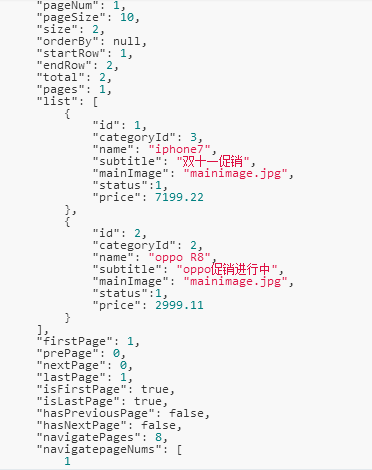 "pageNum": 1,
"pageSize": 10,
"size": 2,
"orderBy": null,
"startRow": 1,
"endRow": 2,
"total": 2,
"pages": 1,
"list": [
{
"id": 1,
"categoryId": 3,
"name": "iphone7",
"subtitle": "双十一促销",
"mainImage": "mainimage.jpg",
"status":1,
"price": 7199.22
},
{
"id": 2,
"categoryId": 2,
"name": "oppo R8",
"subtitle": "oppo促销进行中",
"mainImage": "mainimage.jpg",
"status":1,
"price": 2999.11
}
],
"firstPage": 1,
"prePage": 0,
"nextPage": 0,
"lastPage": 1,
"isFirstPage": true,
"isLastPage": true,
"hasPreviousPage": false,
"hasNextPage": false,
"navigatePages": 8,
"navigatepageNums": [
1